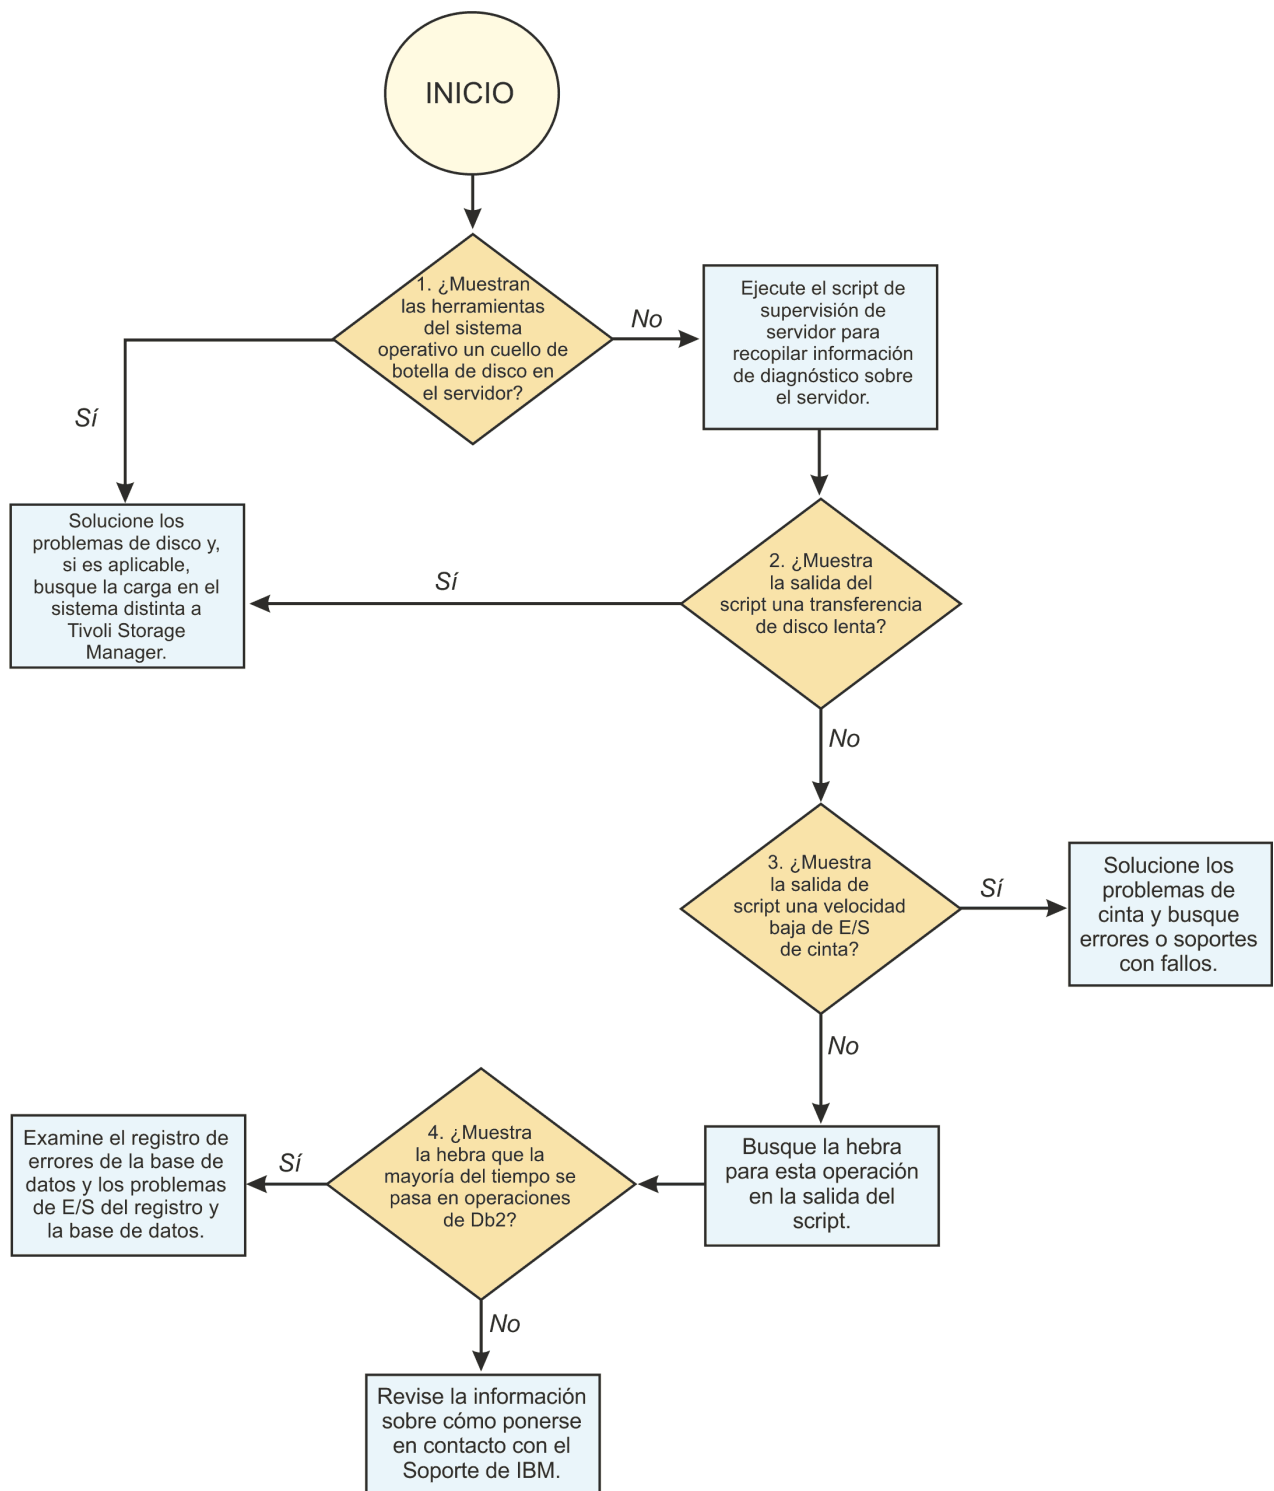 INICIO
1. ¿Muestran
las herramientas
del sistema
operativo un cuello de
botella de disco en
el servidor?
No
Ejecute el script de
supervisión de
servidor para
recopilar información
de diagnóstico sobre
el servidor.
Sí
Solucione los
problemas de disco y,
si es aplicable,
busque la carga en el
sistema distinta a
Tivoli Storage
Manager.
Sí
2. ¿Muestra
la salida del
script una transferencia
de disco lenta?
No
3. ¿Muestra
la salida de
script una velocidad
baja de E/S
de cinta?
Sí
Solucione los
problemas de
cinta y busque
errores o soportes
con fallos.
No
Busque la hebra
para esta operación
en la salida del
script.
4. ¿Muestra
la hebra que la
mayoría del tiempo se
pasa en operaciones
de Db2?
Sí
Examine el registro de
errores de la base de
datos y los problemas
de E/S del registro y
la base de datos.
No
Revise la información
sobre cómo ponerse
en contacto con el
Soporte de IBM.